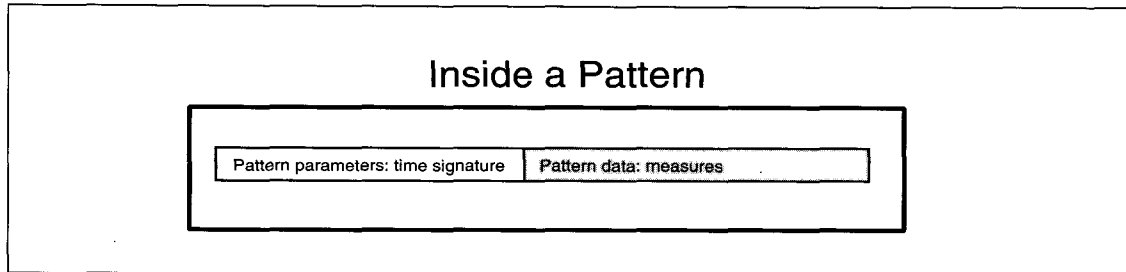 Inside a Pattern
Pattern parameters: time signature
Pattern data: measures